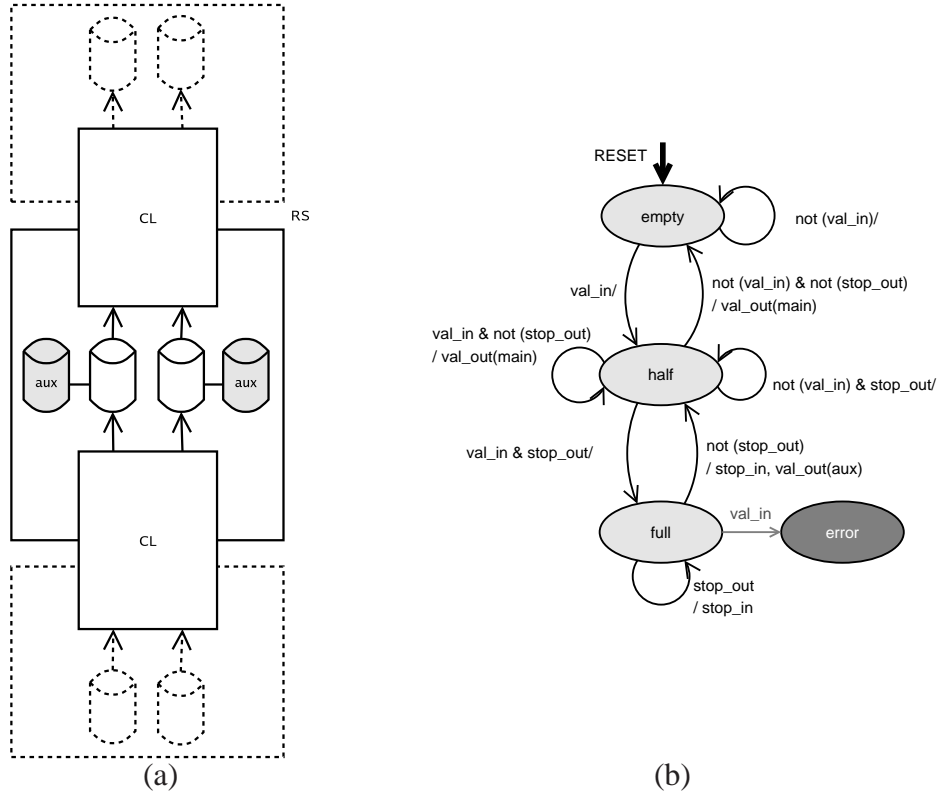 CL
RS
aux
aux
CL
(a)
RESET
empty
not (val_in)/
val_in/
not (val_in) & not (stop_out)
/ val_out(main)
val_in & not (stop_out)
/ val_out(main)
half
not (val_in) & stop_out/
val_in & stop_out/
not (stop_out)
/ stop_in, val_out(aux)
full
val_in
error
stop_out
/ stop_in
(b)